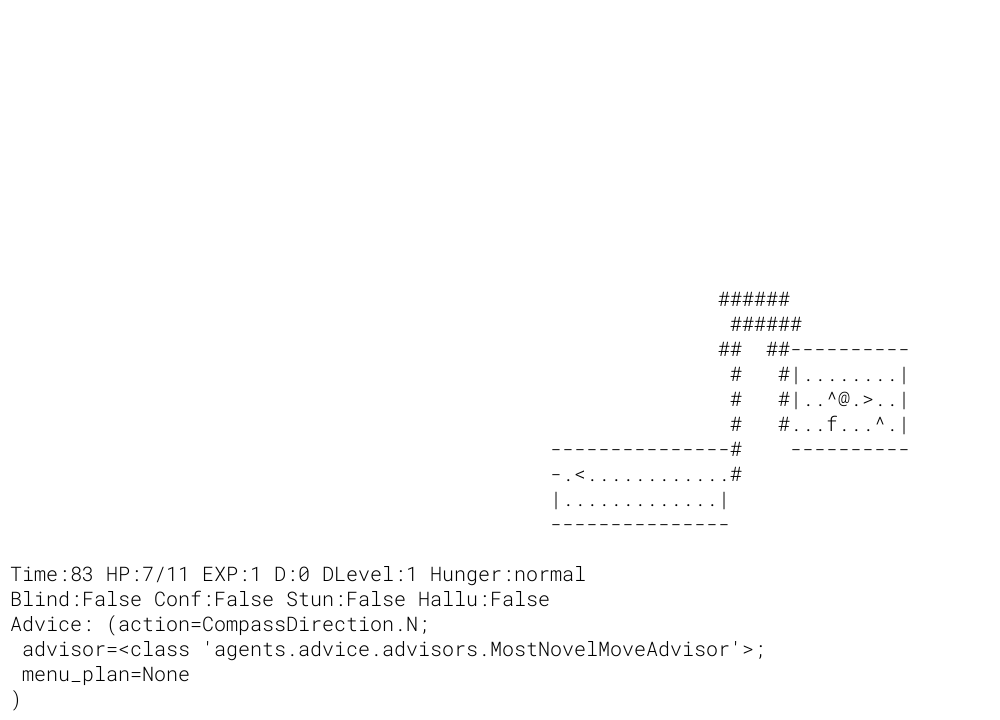 ######
                                                             ######
                                                            ##  ##----------
                                                             #   #|........|
                                                             #   #|..^@.>..|
                                                             #   #...f...^.|
                                              ---------------#    ----------
                                              -.<............#
                                              |.............|
                                              ---------------
Time:83 HP:7/11 EXP:1 D:0 DLevel:1 Hunger:normal
Blind:False Conf:False Stun:False Hallu:False
Advice: (action=CompassDirection.N;
 advisor=<class 'agents.advice.advisors.MostNovelMoveAdvisor'>;
 menu_plan=None
)